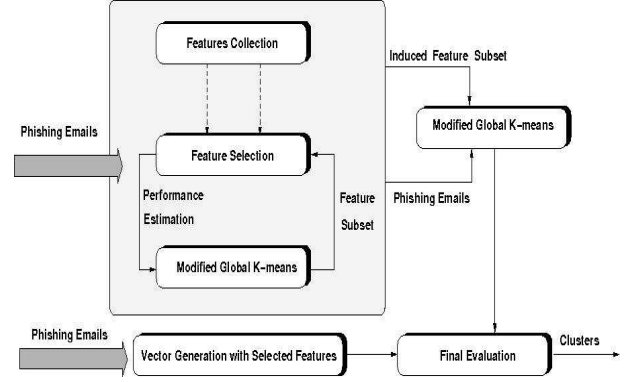 Features Collection
Induced Feature Subset
Phishing Emails
Modified Global K-means
Feature Selection
Performance
Estimation
Feature
Subset
Phishing Emails
Modified Global K-means
Phishing Emails
Vector Generation with Selected Features
Final Evaluation
Clusters